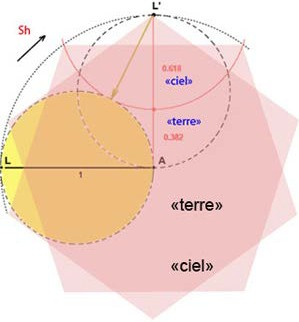 L'
Sh
0.618
«ciel»
«terre»
0.382
L
A
1
«terre»
«ciel»